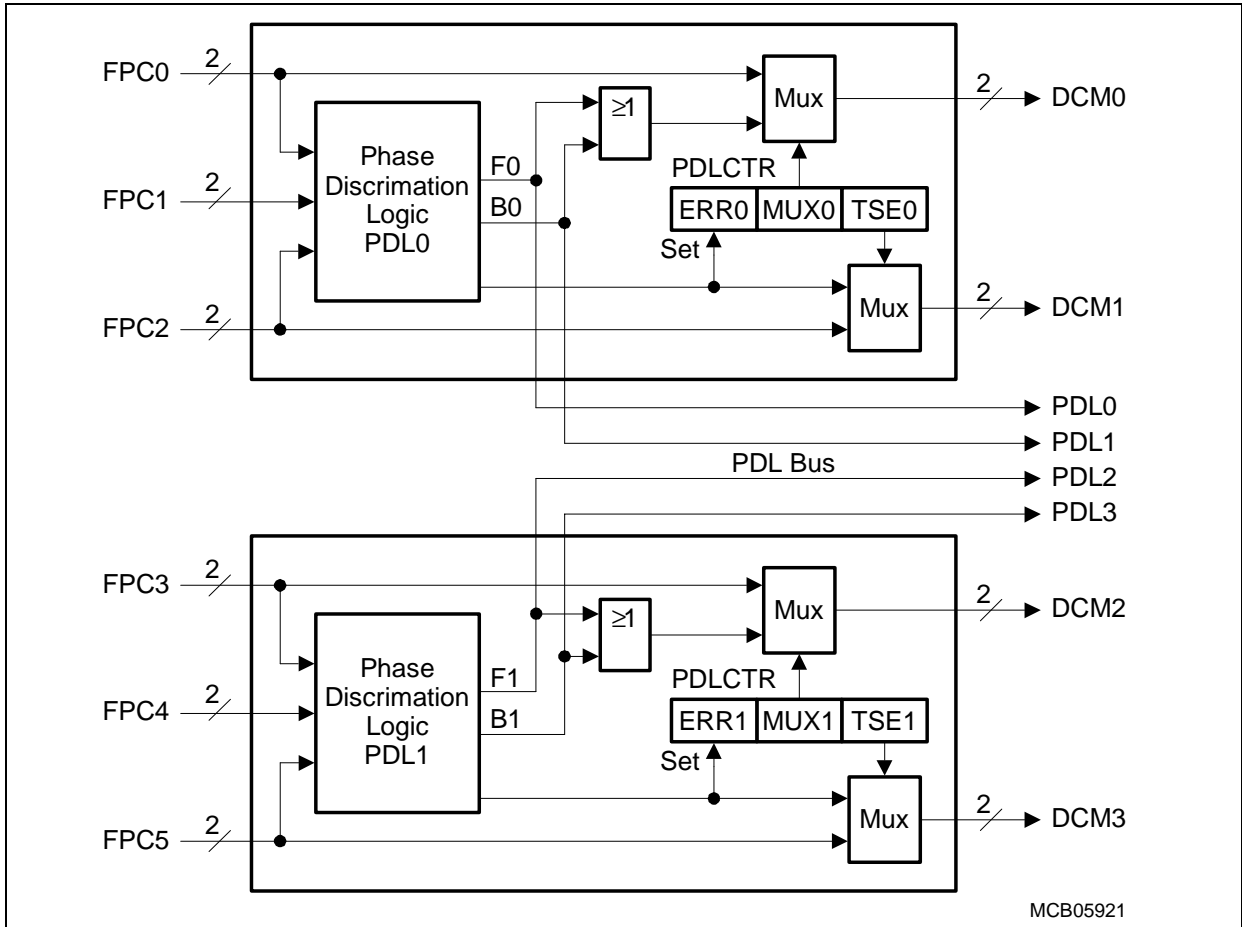 FPC0
2
FPC1
2
FPC2
2
Phase
Discrimation
Logic
PDL0
F0
B0
≥1
Mux
2
DCM0
PDLCTR
ERR0 MUX0 TSE0
Set
Mux
2
DCM1
PDL0
PDL1
PDL Bus
PDL2
PDL3
FPC3
2
FPC4
2
FPC5
2
Phase
Discrimation
Logic
PDL1
F1
B1
≥1
Mux
2
DCM2
PDLCTR
ERR1 MUX1 TSE1
Set
Mux
2
DCM3
MCB05921